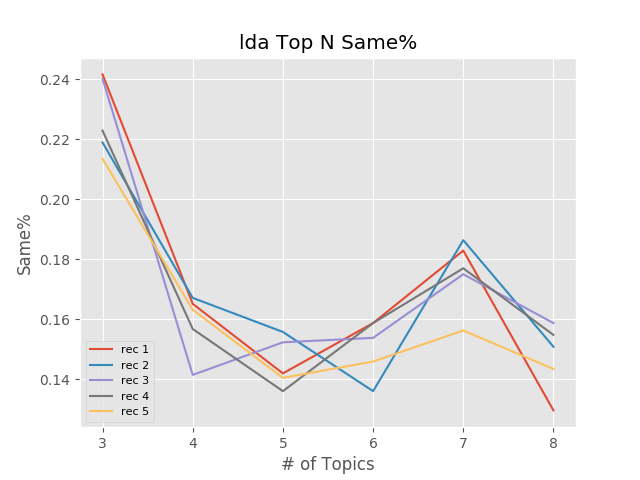 lda Top N Same%
Same%
0.24
0.22
0.20
0.18
0.16
0.14
rec 1
rec 2
rec 3
rec 4
rec 5
3 4 5 6 7 8
# of Topics